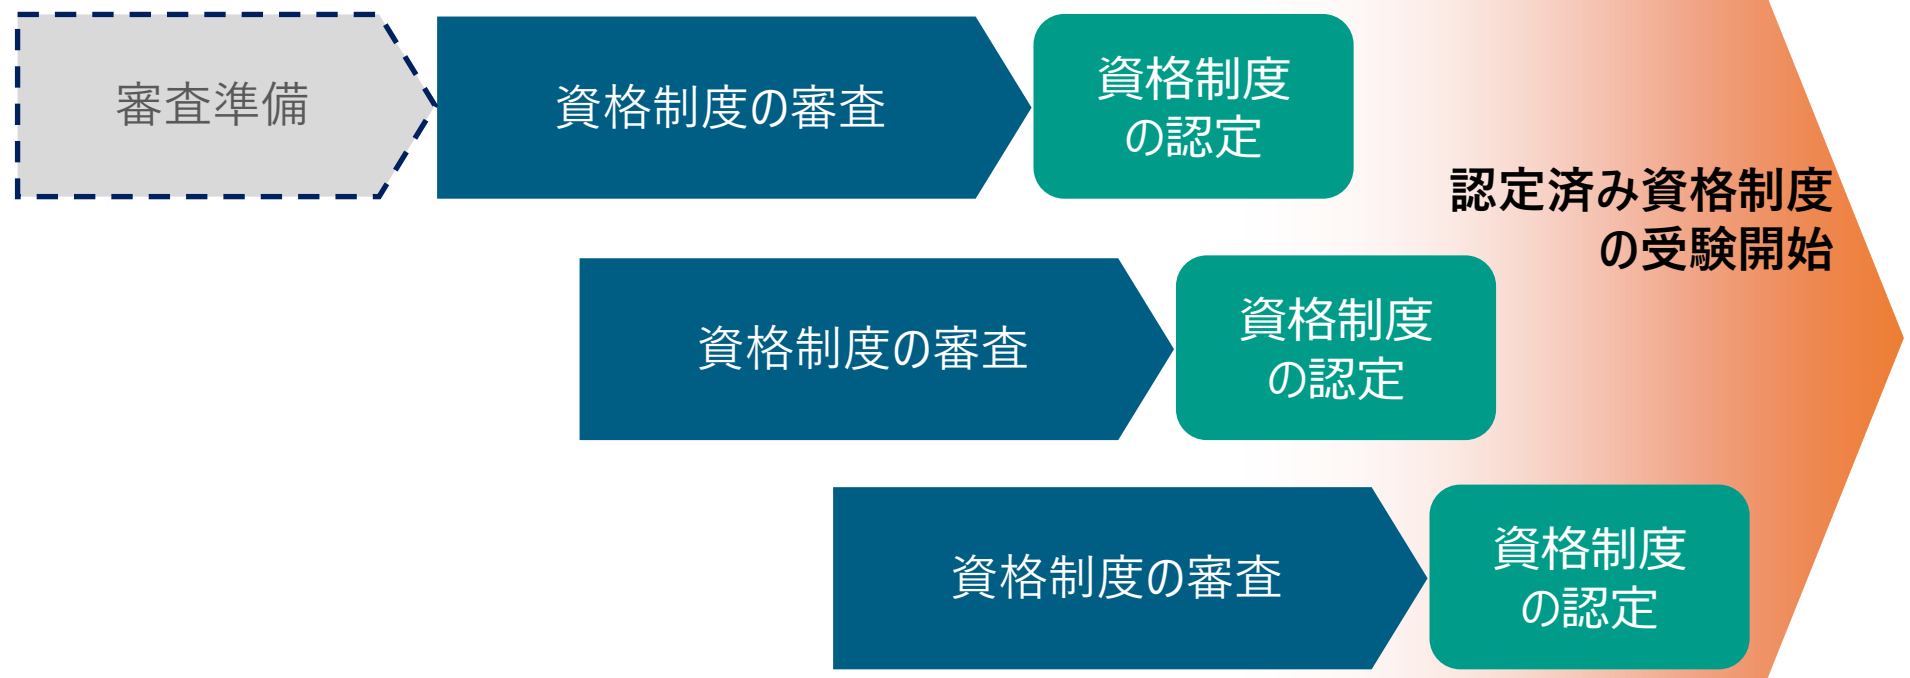 審査準備
資格制度の審査
資格制度
の認定
認定済み資格制度
の受験開始
資格制度の審査
資格制度
の認定
資格制度の審査
資格制度
の認定